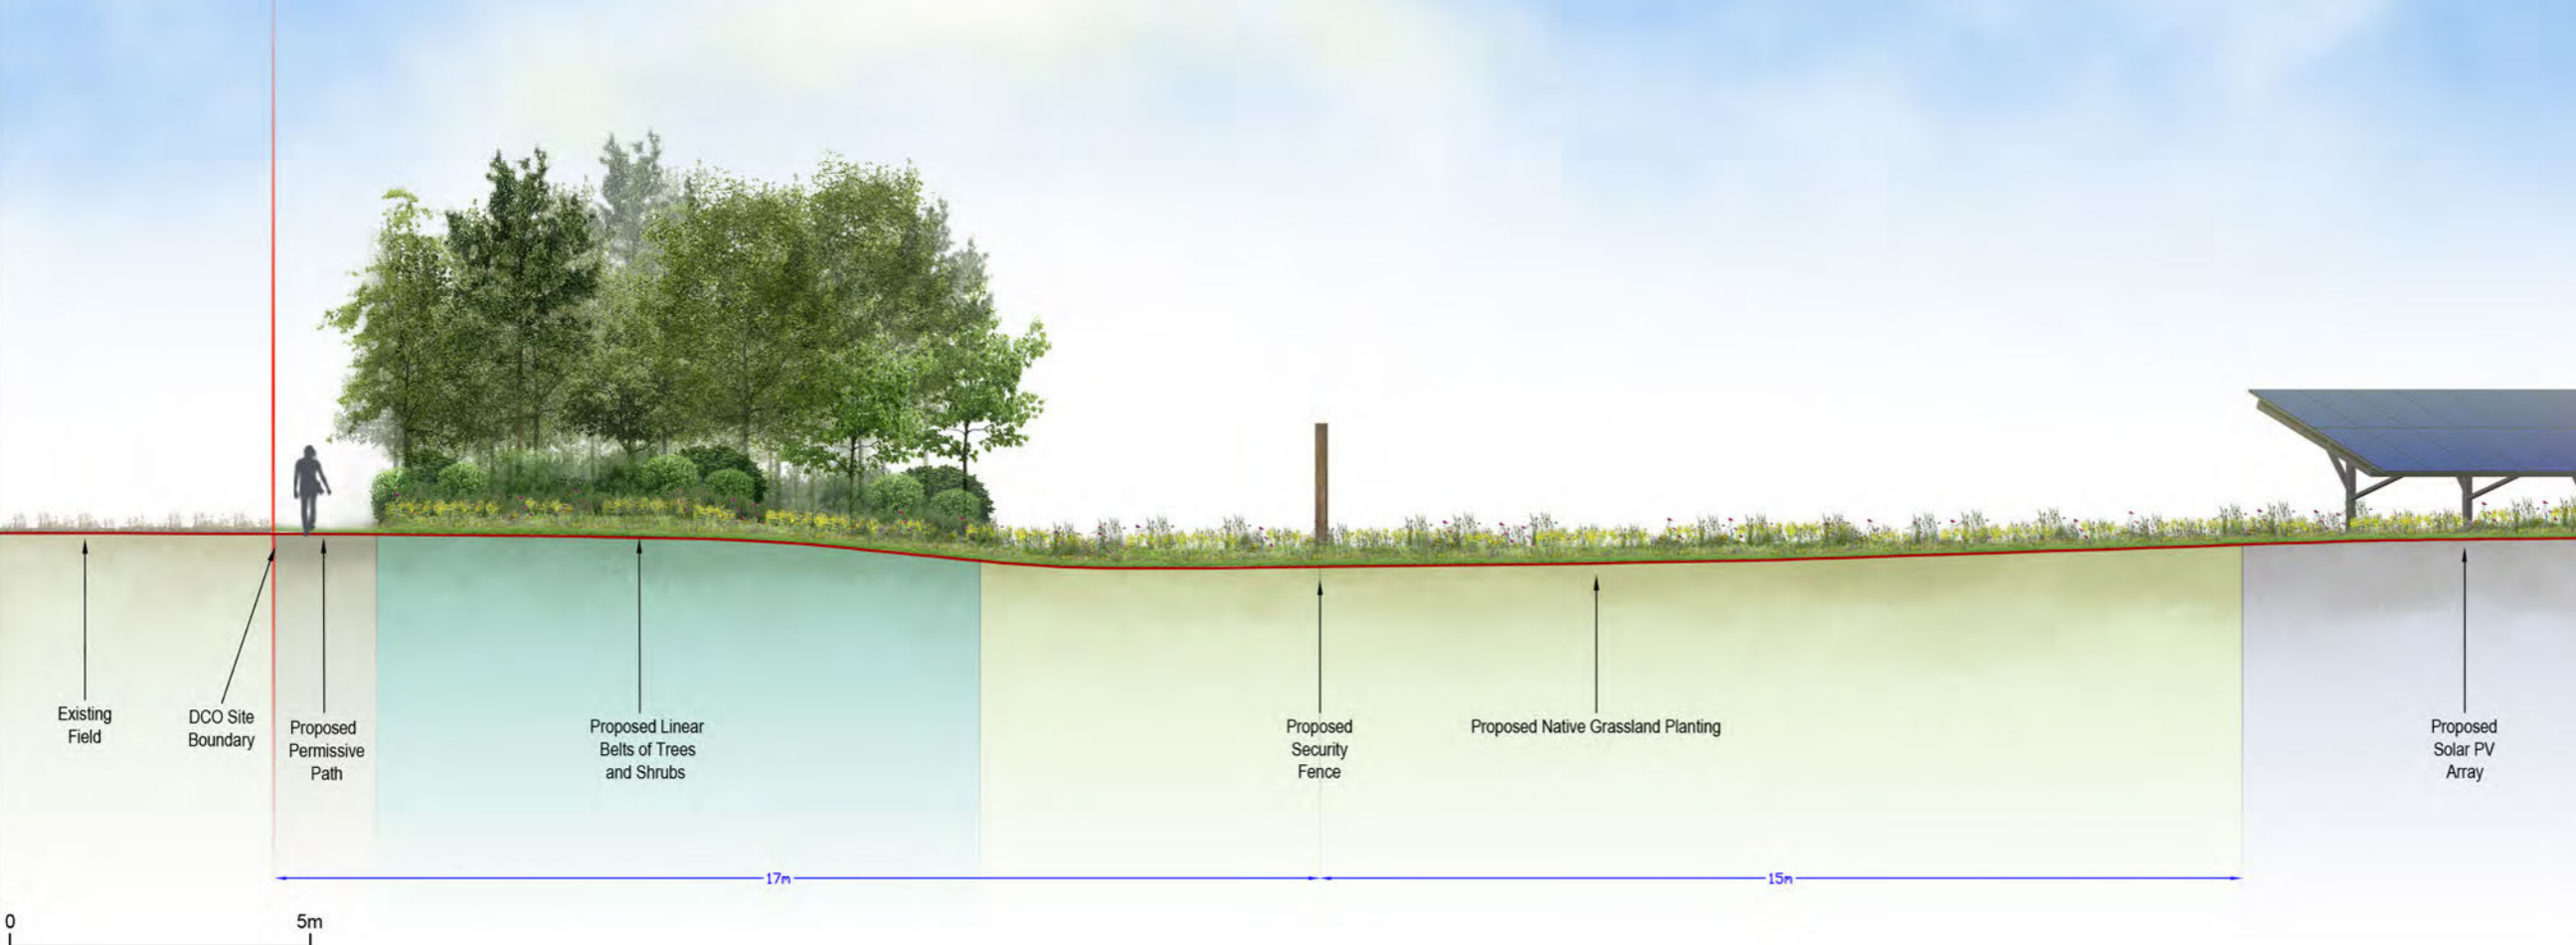 Existing
Field
DCO Site
Boundary
Proposed
Permissive
Path
Proposed Linear
Belts of Trees
and Shrubs
Proposed
Security
Fence
Proposed Native Grassland Planting
Proposed
Solar PV
Array
17m
15m
0
5m